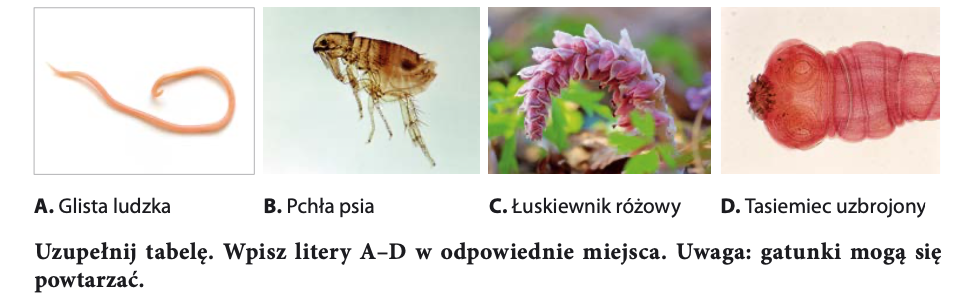 A. Glista ludzka
B. Pchła psia
C. Łuskiewnik różowy
D. Tasiemiec uzbrojony
Uzupełnij tabelę. Wpisz litery A–D w odpowiednie miejsca. Uwaga: gatunki mogą się
powtarzać.